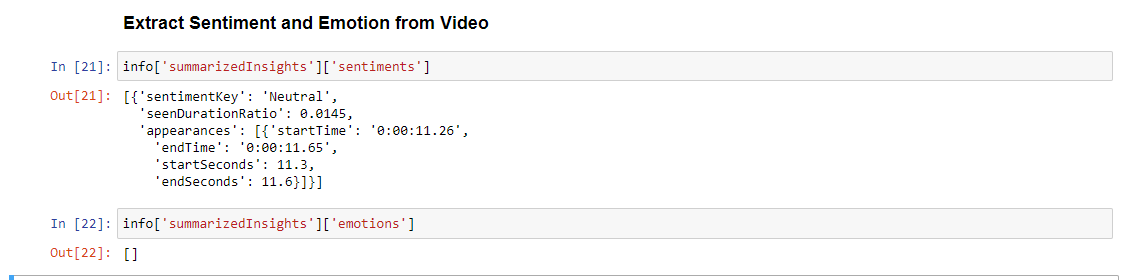 Extract Sentiment and Emotion from Video
In [21]: info['summarizedInsights']['sentiments']
Out[21]: [{'sentimentKey': 'Neutral',
'seenDurationRatio': 0.0145,
'appearances': [{'startTime': '0:00:11.26',
'endTime': '0:00:11.65',
'startSeconds': 11.3,
'endSeconds': 11.6}]}]
In [22]: info['summarizedInsights']['emotions']
Out[22]: []